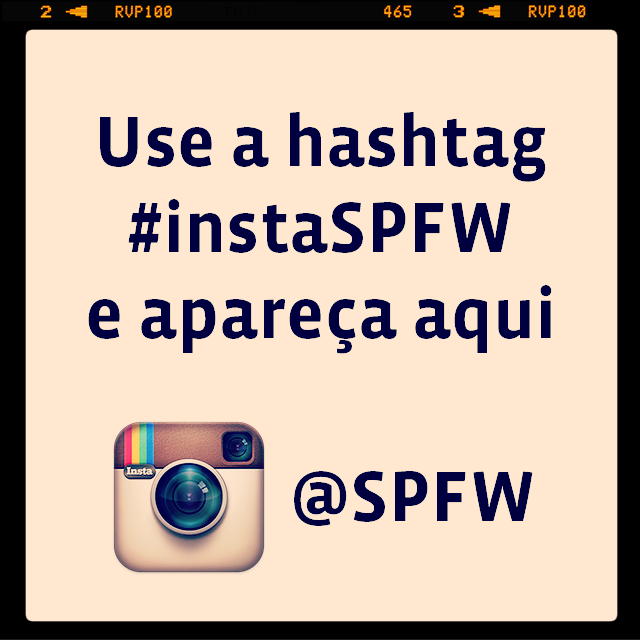 2 RVP100 465 3 RVP100
Use a hashtag
#instaSPFW
e apareça aqui
Insta
@SPFW